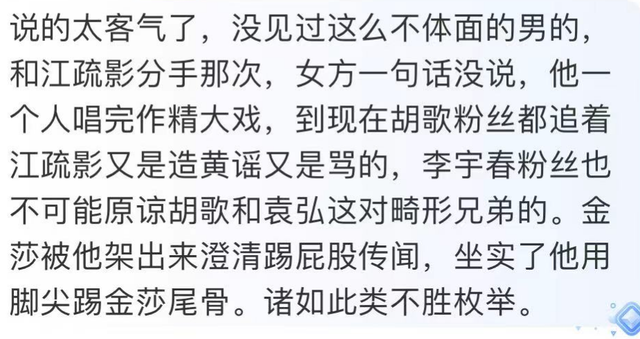 说的太客气了，没见过这么不体面的男的，
和江疏影分手那次，女方一句话没说，他一
个人唱完作精大戏，到现在胡歌粉丝都追着
江疏影又是造黄谣又是骂的，李宇春粉丝也
不可能原谅胡歌和袁弘这对畸形兄弟的。金
莎被他架出来澄清踢屁股传闻，坐实了他用
脚尖踢金莎尾骨。诸如此类不胜枚举。